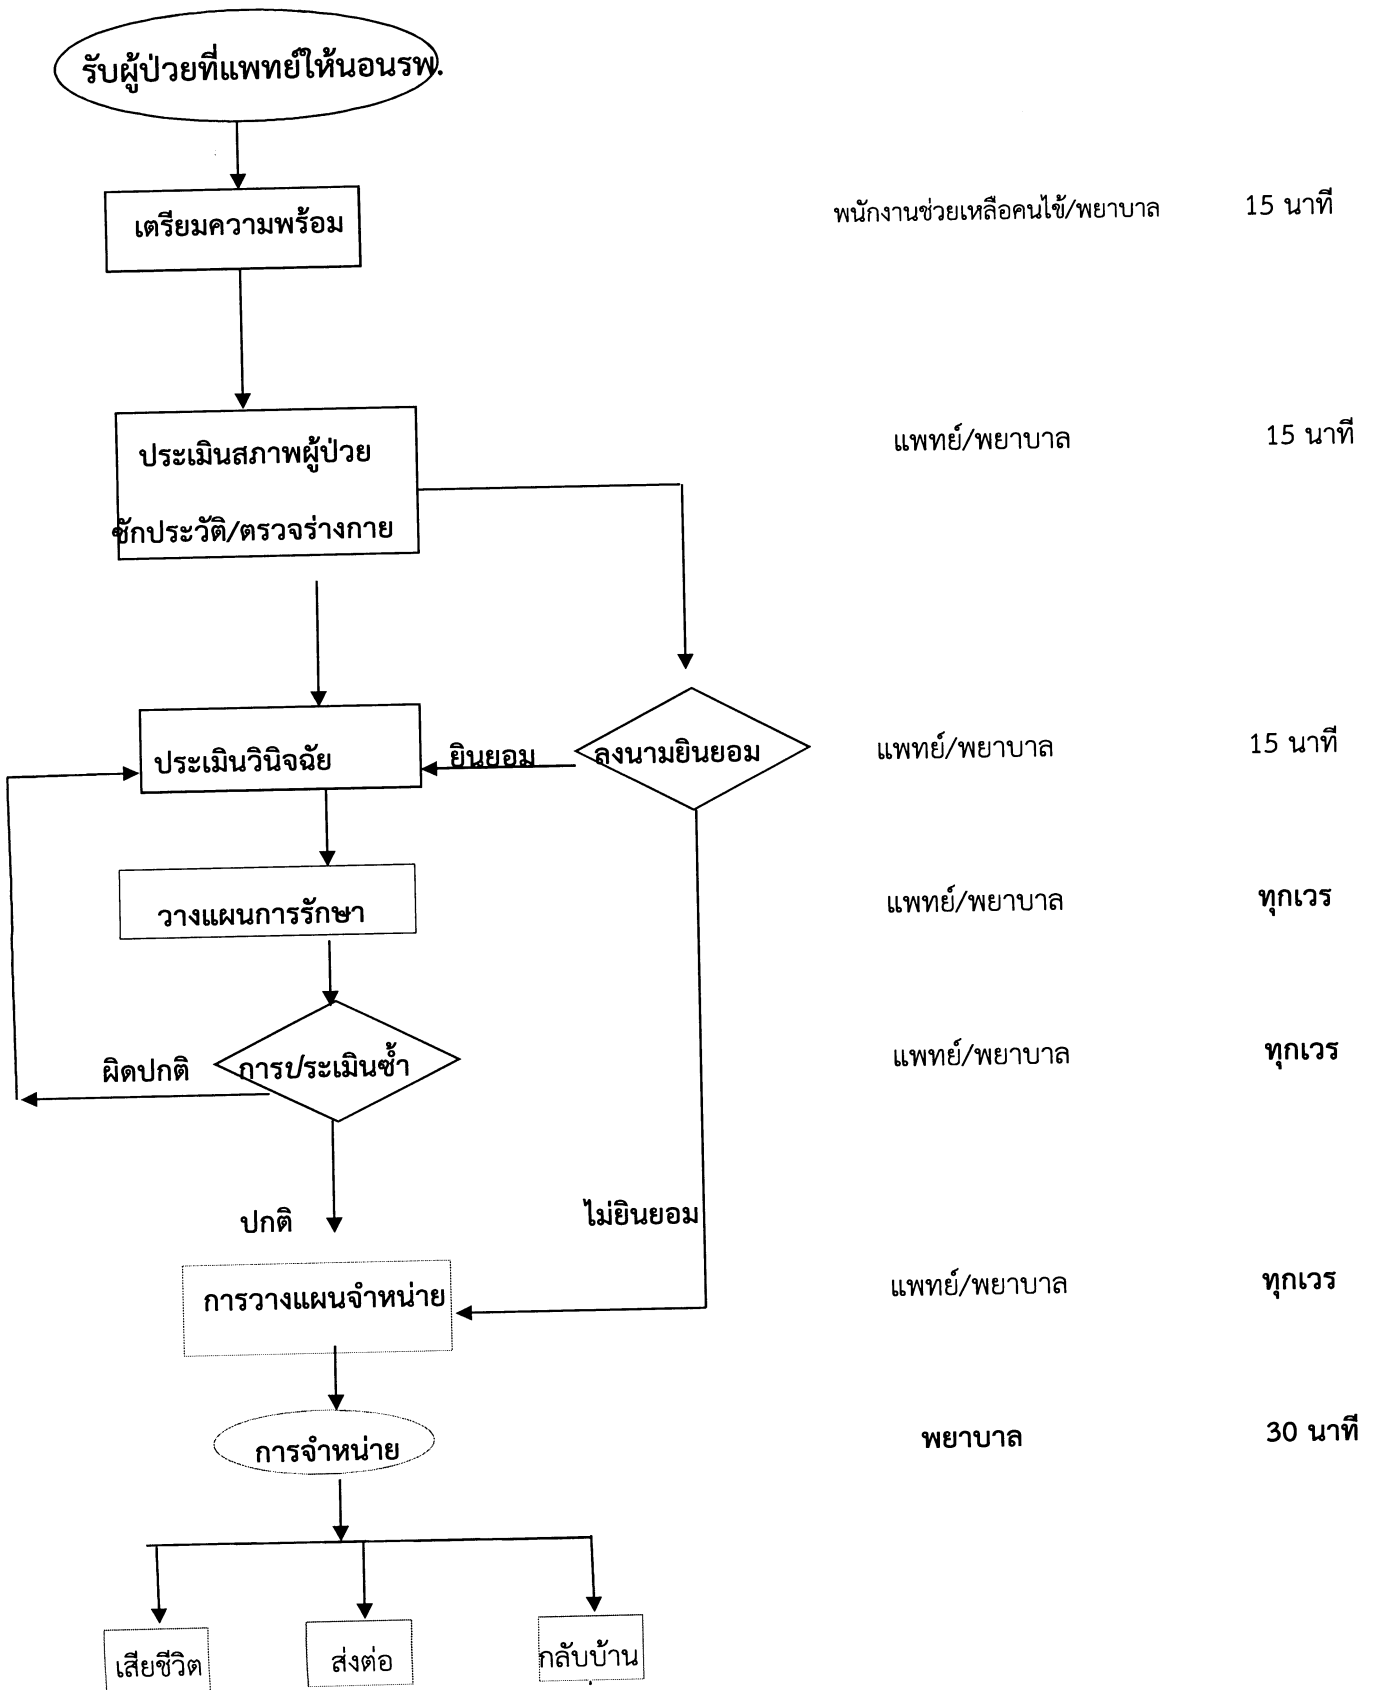 รับผู้ป่วยที่แพทย์ให้นอนรพ.
เตรียมความพร้อม พนักงานช่วยเหลือคนไข้/พยาบาล 15 นาที
ประเมินสภาพผู้ป่วย แพทย์/พยาบาล 15 นาที
ซักประวัติ/ตรวจร่างกาย
ประเมินวินิจฉัย ยินยอม ลงนามยินยอม แพทย์/พยาบาล 15 นาที
วางแผนการรักษา แพทย์/พยาบาล ทุกเวร
ผิดปกติ การประเมินซ้ำ แพทย์/พยาบาล ทุกเวร
ปกติ ไม่ยินยอม
การวางแผนจำหน่าย แพทย์/พยาบาล ทุกเวร
การจำหน่าย พยาบาล 30 นาที
เสียชีวิต ส่งต่อ กลับบ้าน